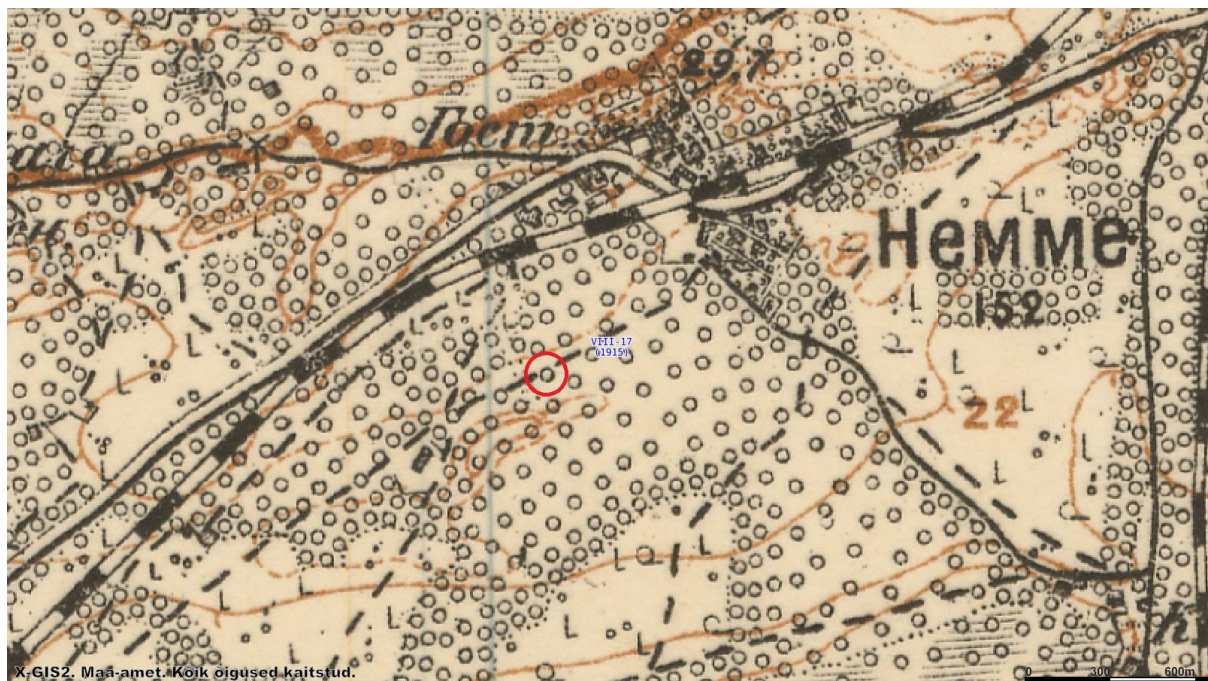 29,7
Гост
Немме
152
VIII-17
(1915)
22
X-GIS2. Maa-amet. Kõik õigused kaitstud.
0 300 600m